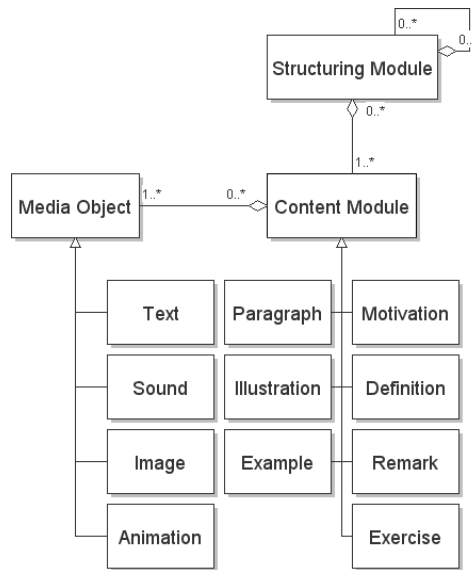 0..*
0..
Structuring Module
0..*
1..*
1..*
0..*
Media Object
Content Module
Text
Paragraph
Motivation
Sound
Illustration
Definition
Image
Example
Remark
Animation
Exercise